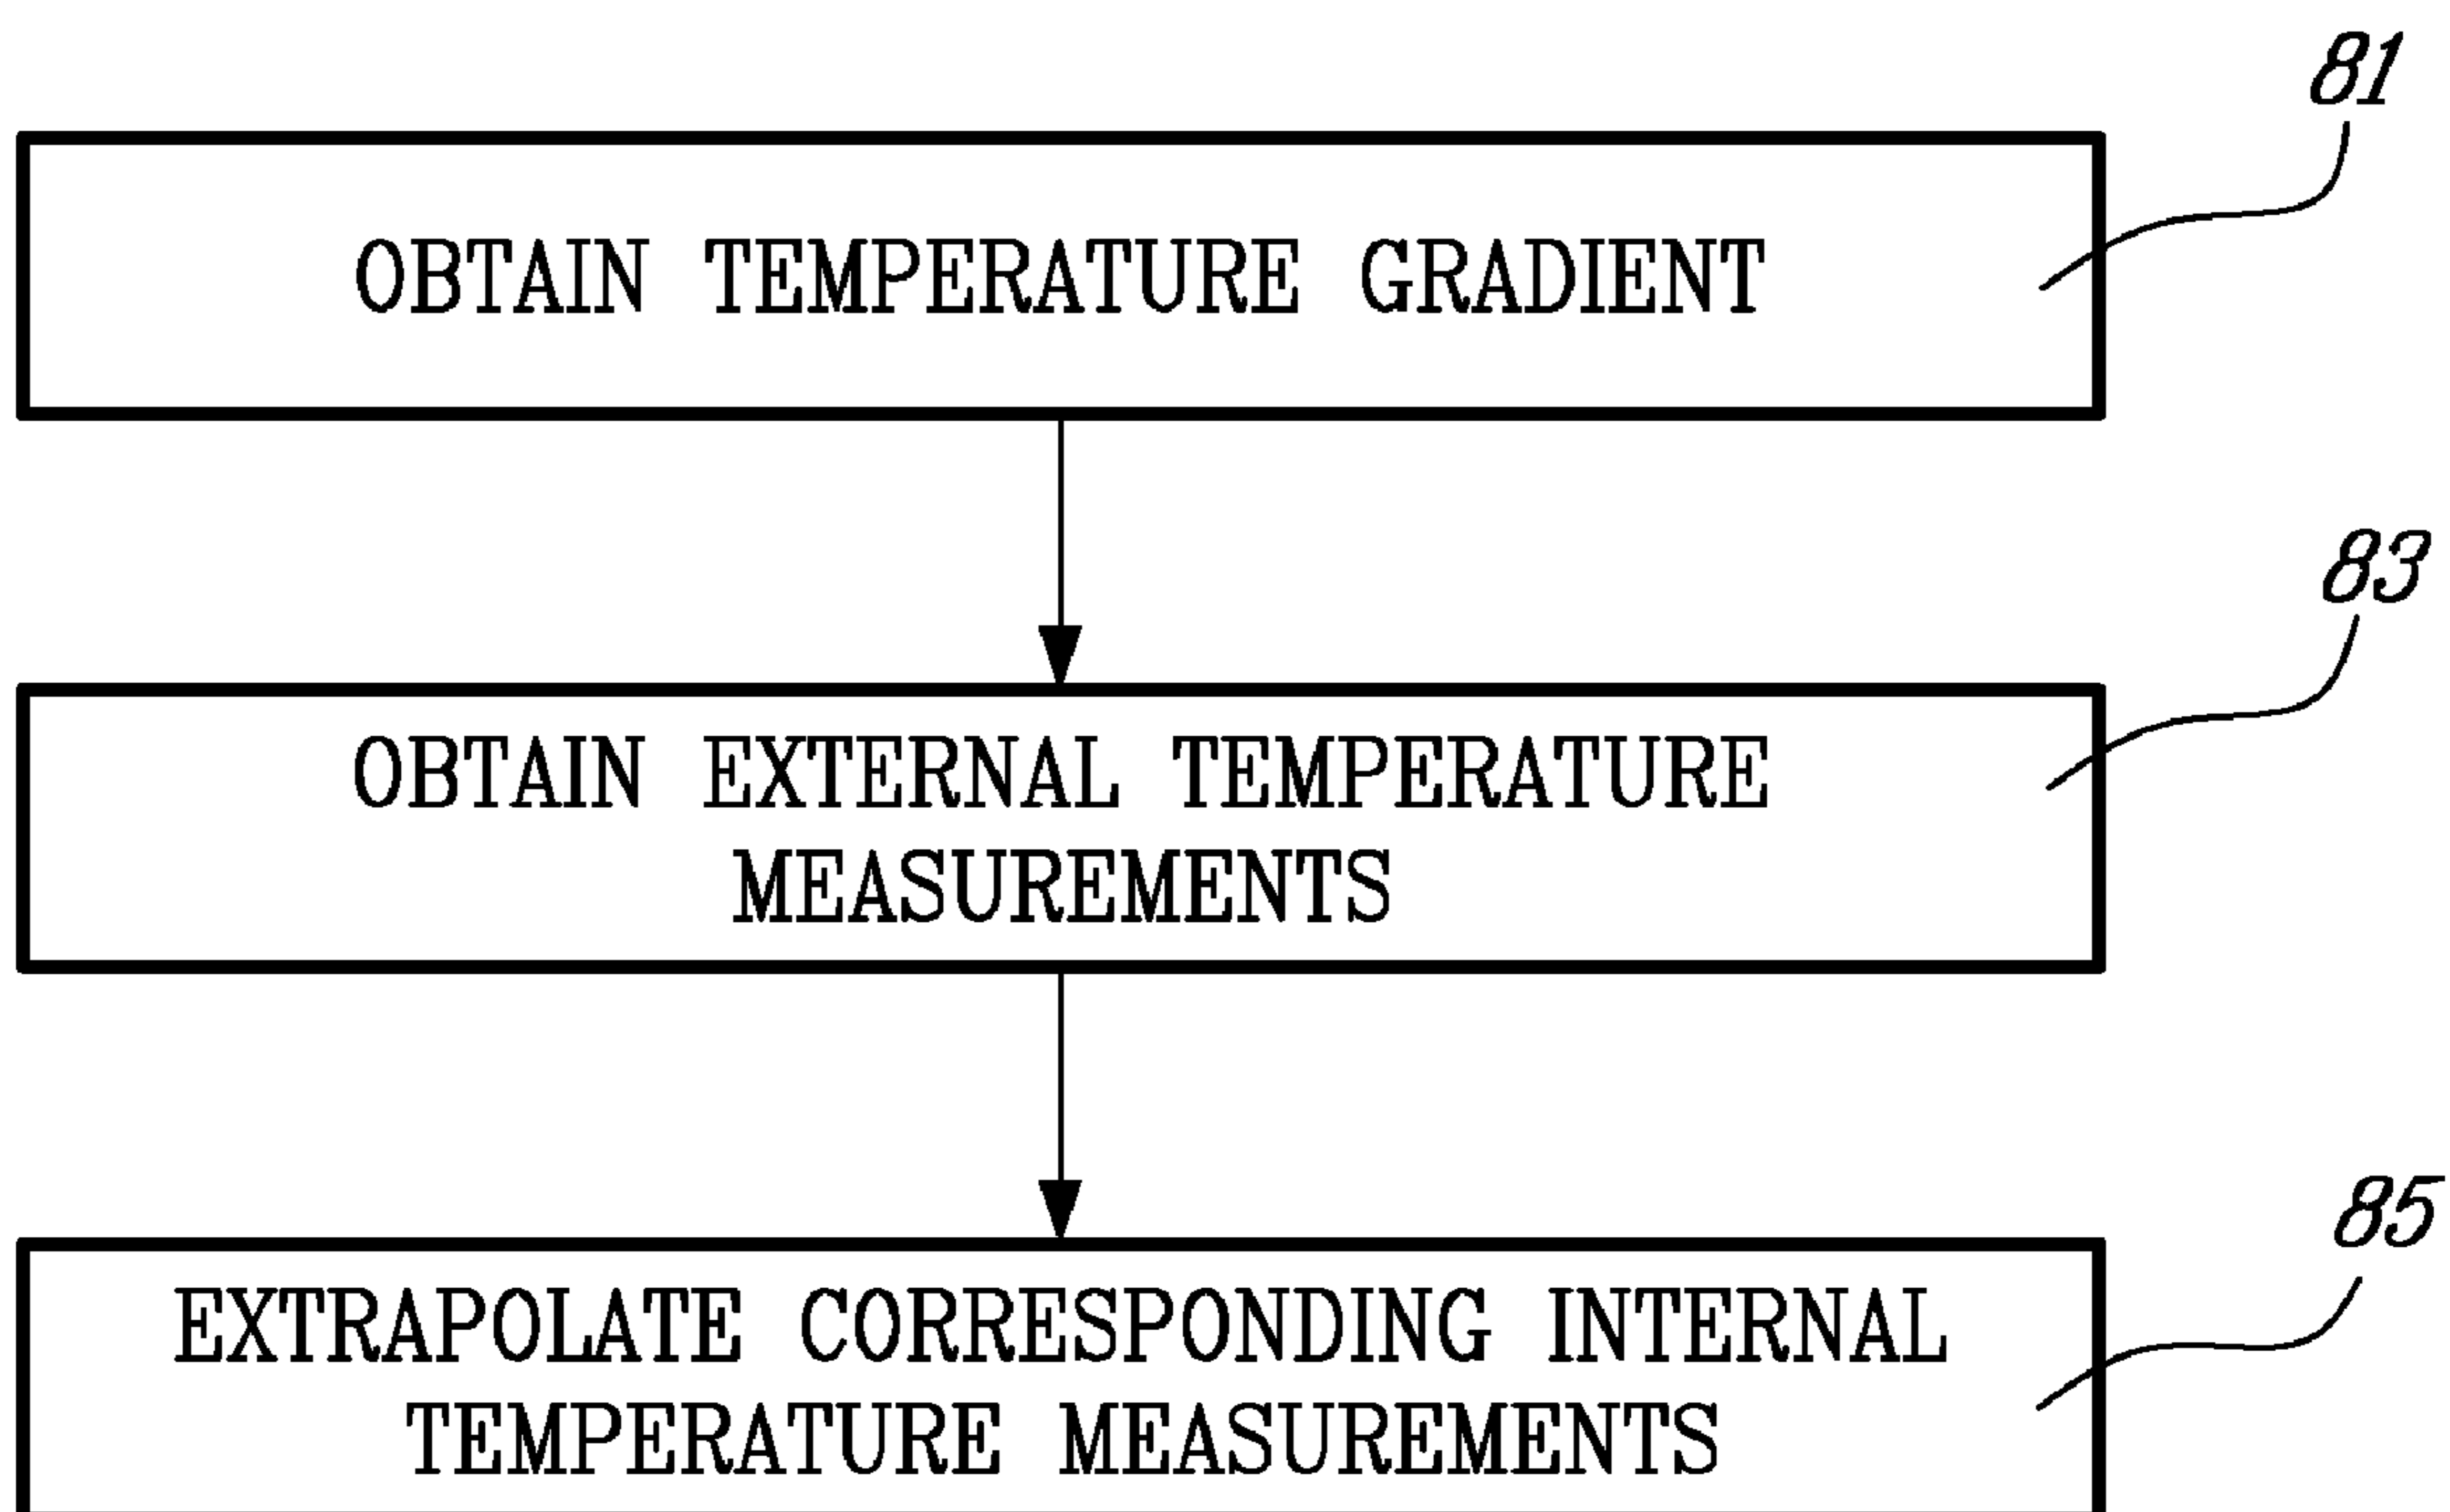 81
OBTAIN TEMPERATURE GRADIENT
83
OBTAIN EXTERNAL TEMPERATURE
MEASUREMENTS
85
EXTRAPOLATE CORRESPONDING INTERNAL
TEMPERATURE MEASUREMENTS